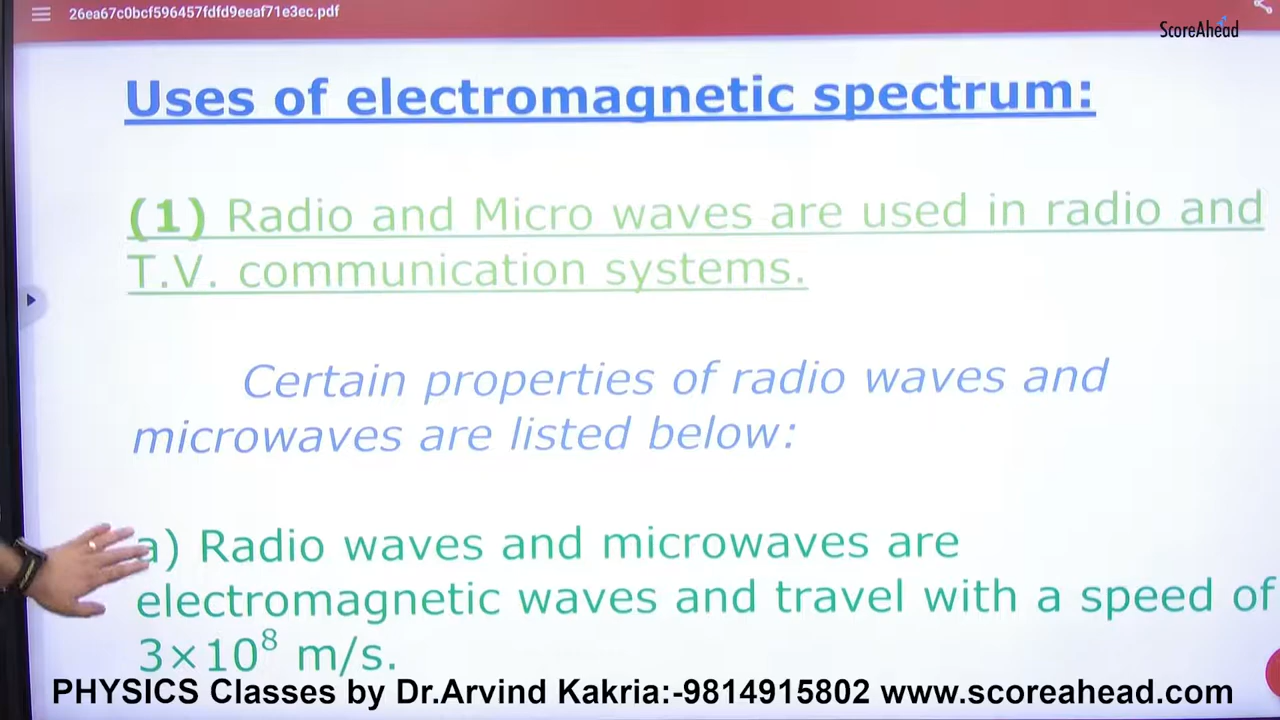 26ea67c0bcf596457fdfd9eeaf71e3ec.pdf
ScoreAhead
Uses of electromagnetic spectrum:
(1) Radio and Micro waves are used in radio and
T.V. communication systems.
Certain properties of radio waves and
microwaves are listed below:
a) Radio waves and microwaves are
electromagnetic waves and travel with a speed of
3×10⁸ m/s.
PHYSICS Classes by Dr.Arvind Kakria:-9814915802 www.scoreahead.com